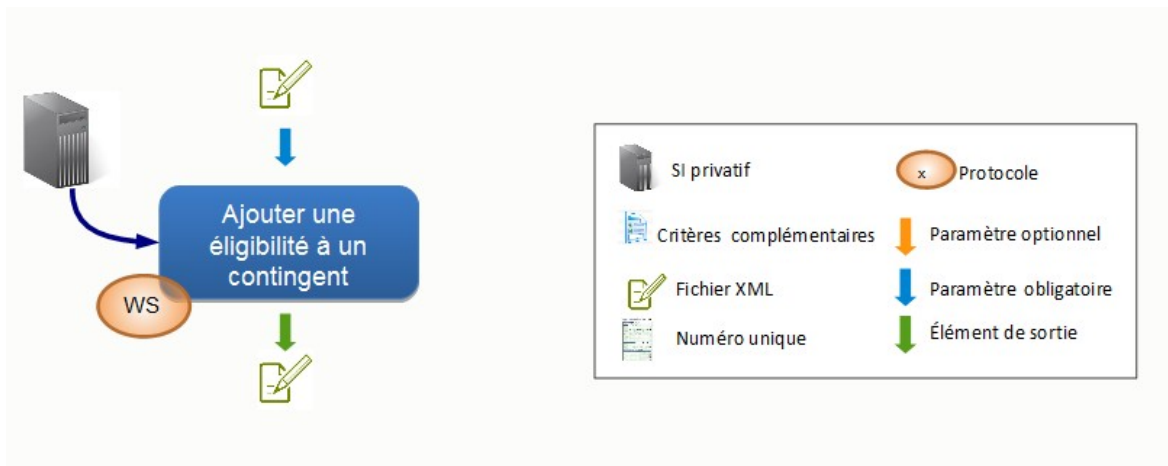 Ajouter une
éligibilité à un
contingent
WS
SI privatif
x Protocole
Critères complémentaires
Paramètre optionnel
Fichier XML
Paramètre obligatoire
Numéro unique
Élément de sortie